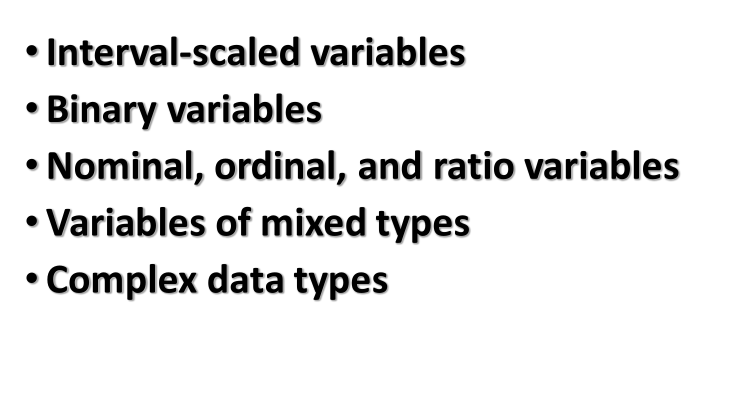 • Interval-scaled variables
• Binary variables
• Nominal, ordinal, and ratio variables
• Variables of mixed types
• Complex data types